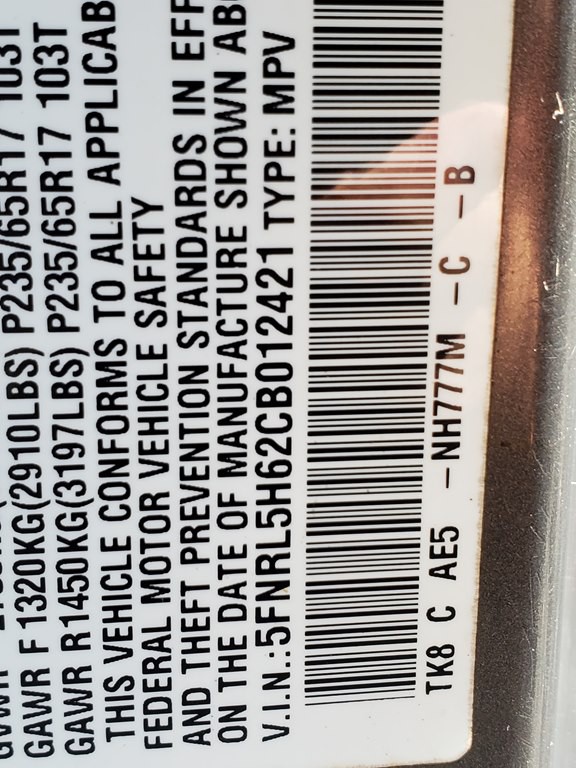 GAWR F 1320KG(2910LBS) P235/65R17 103T
GAWR R1450KG(3197LBS) P235/65R17 103T
THIS VEHICLE CONFORMS TO ALL APPLICAB
FEDERAL MOTOR VEHICLE SAFETY
AND THEFT PREVENTION STANDARDS IN EFF
ON THE DATE OF MANUFACTURE SHOWN AB
V.I.N.:5FNRL5H62CB012421 TYPE: MPV
TK8 C AE5 -NH777M -C -B